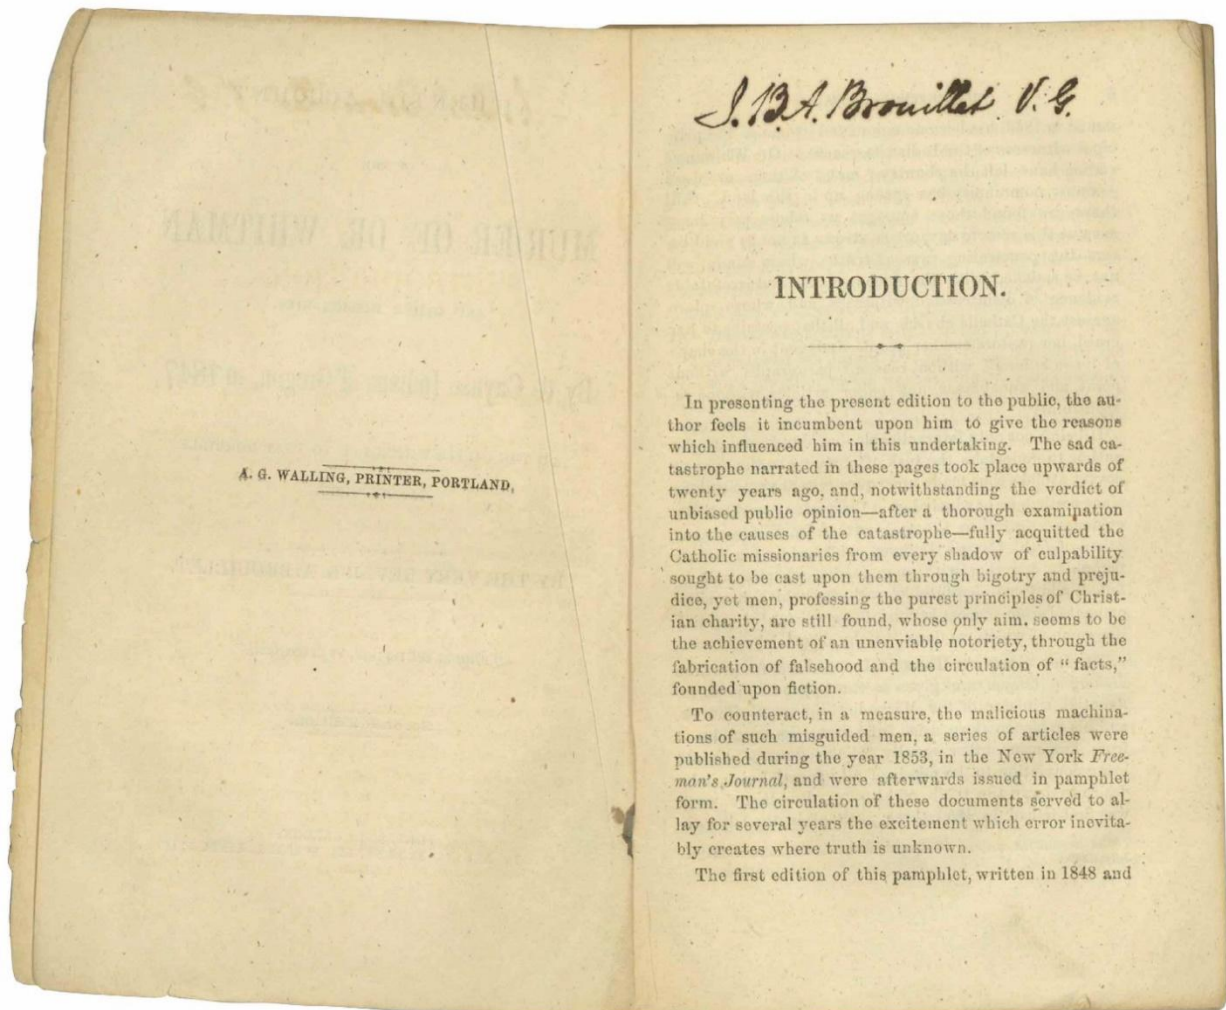 A. G. WALLING, PRINTER, PORTLAND,
J. B. A. Brouillet V. G.
INTRODUCTION.
In presenting the present edition to the public, the au-
thor feels it incumbent upon him to give the reasons
which influenced him in this undertaking. The sad ca-
tastrophe narrated in these pages took place upwards of
twenty years ago, and, notwithstanding the verdict of
unbiased public opinion—after a thorough examination
into the causes of the catastrophe—fully acquitted the
Catholic missionaries from every shadow of culpability
sought to be cast upon them through bigotry and preju-
dice, yet men, professing the purest principles of Christ-
ian charity, are still found, whose only aim. seems to be
the achievement of an unenviable notoriety, through the
fabrication of falsehood and the circulation of " facts,"
founded upon fiction.
To counteract, in a measure, the malicious machina-
tions of such misguided men, a series of articles were
published during the year 1853, in the New York Free-
man's Journal, and were afterwards issued in pamphlet
form. The circulation of these documents served to al-
lay for several years the excitement which error inevita-
bly creates where truth is unknown.
The first edition of this pamphlet, written in 1848 and